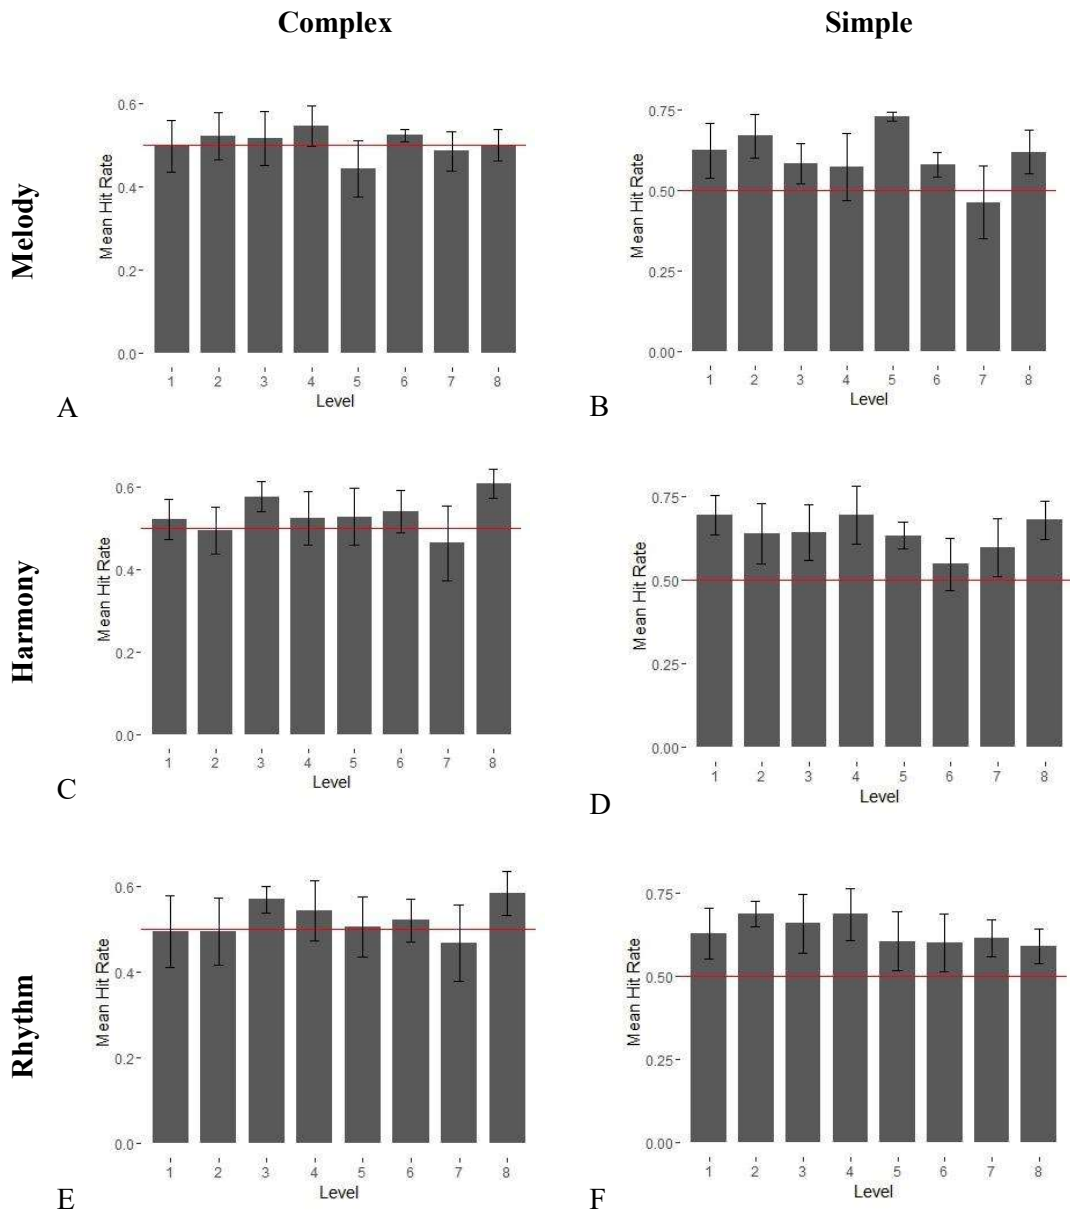 Complex
Simple
Melody
Mean Hit Rate
0.6-
0.4-
0.2-
0.0-
1 2 3 4 5 6 7 8
Level
A
Mean Hit Rate
0.75-
0.50-
0.25-
0.00-
1 2 3 4 5 6 7 8
Level
B
Harmony
Mean Hit Rate
0.6-
0.4-
0.2-
0.0-
1 2 3 4 5 6 7 8
Level
C
Mean Hit Rate
0.75-
0.50-
0.25-
0.00-
1 2 3 4 5 6 7 8
Level
D
Rhythm
Mean Hit Rate
0.6-
0.4-
0.2-
0.0-
1 2 3 4 5 6 7 8
Level
E
Mean Hit Rate
0.75-
0.50-
0.25-
0.00-
1 2 3 4 5 6 7 8
Level
F